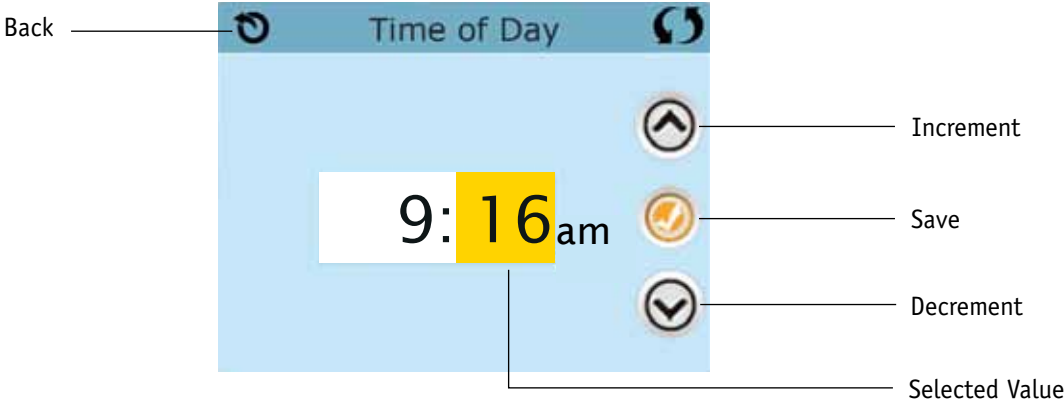 Back
Time of Day
Increment
9:16am
Save
Decrement
Selected Value